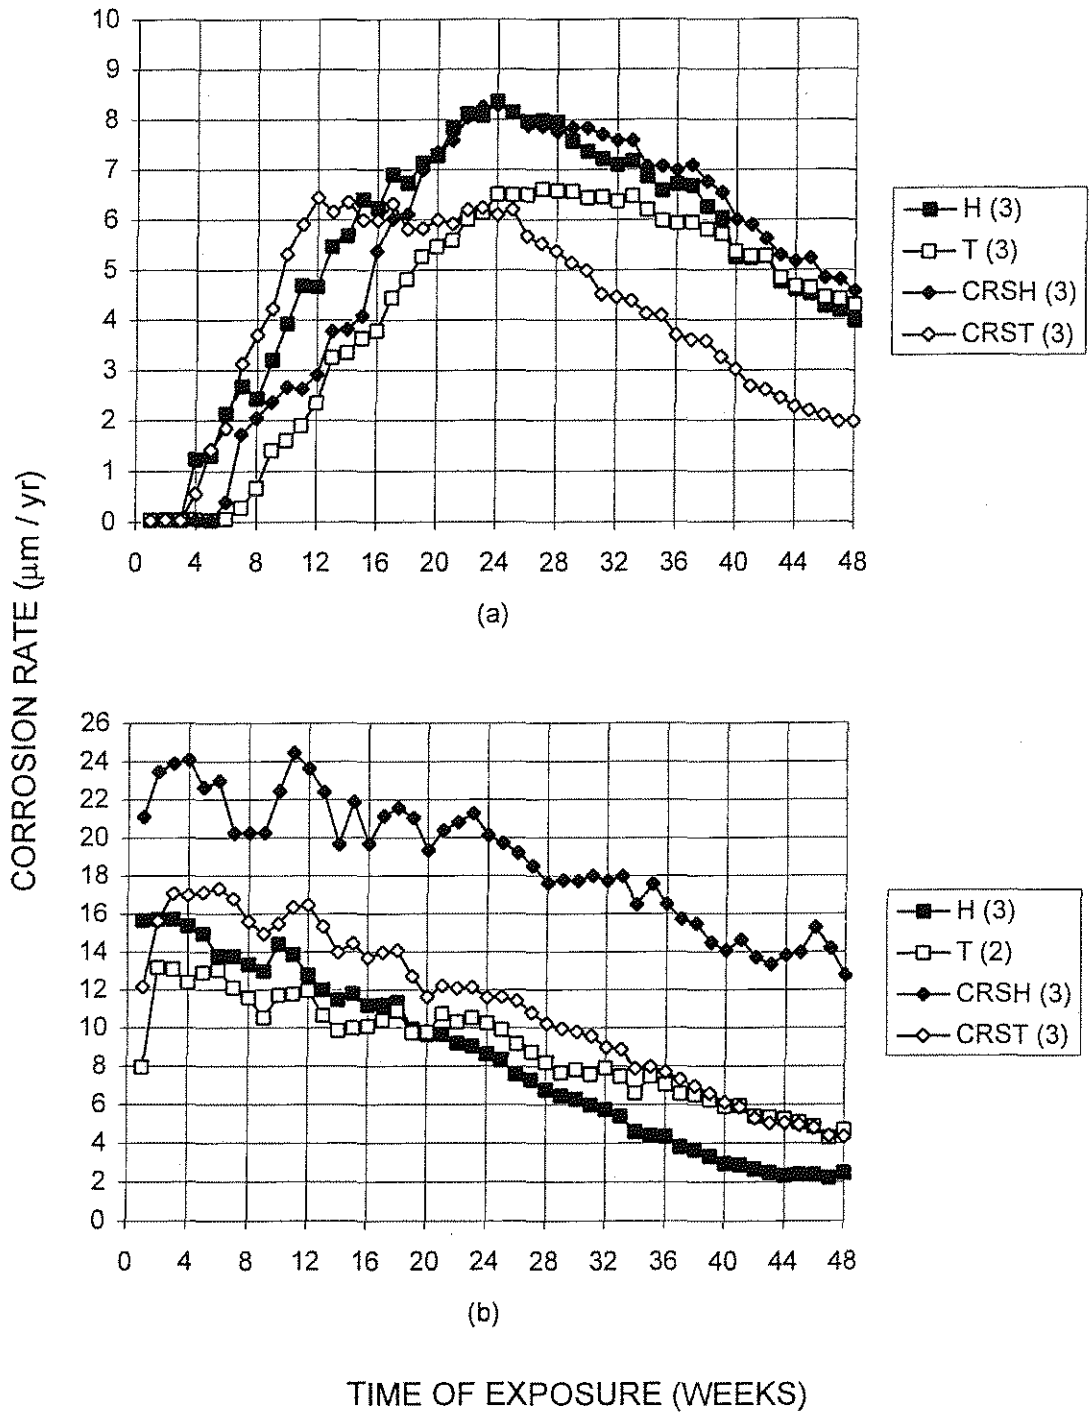 10
9
8
7
6
5
4
3
2
1
0
0 4 8 12 16 20 24 28 32 36 40 44 48
(a)
H (3)
T (3)
CRSH (3)
CRST (3)
CORROSION RATE (µm / yr)
26
24
22
20
18
16
14
12
10
8
6
4
2
0
0 4 8 12 16 20 24 28 32 36 40 44 48
(b)
H (3)
T (2)
CRSH (3)
CRST (3)
TIME OF EXPOSURE (WEEKS)